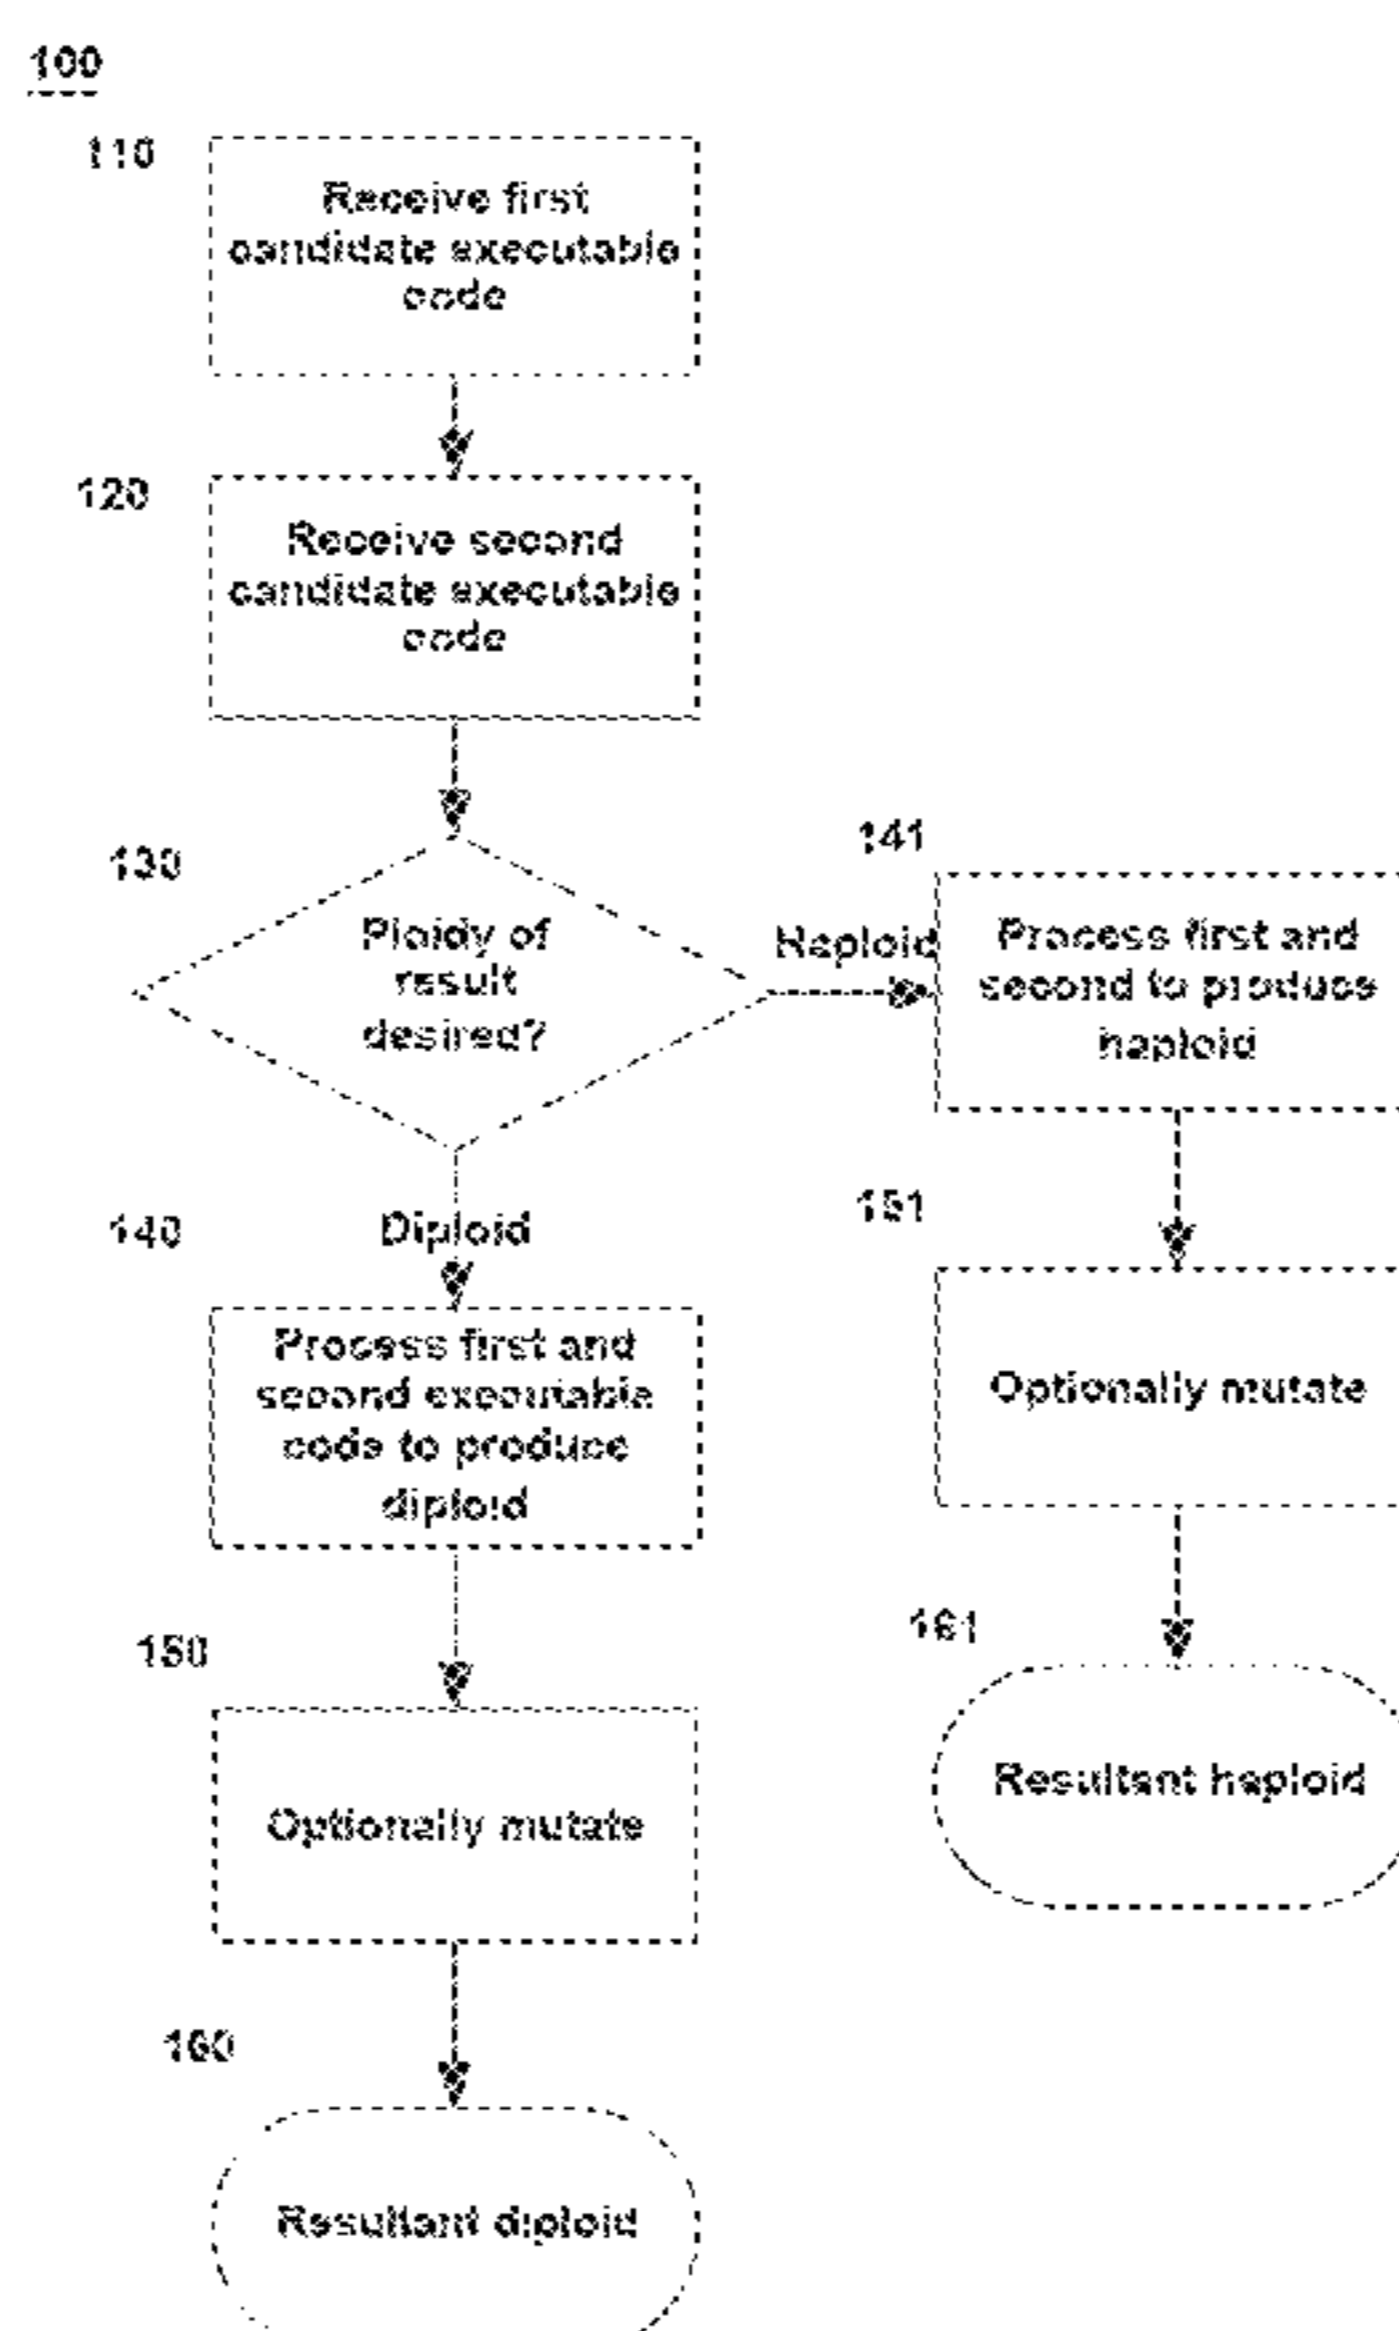 100
110
Receive first
candidate executable
code
120
Receive second
candidate executable
code
130
Ploidy of
result
desired?
Haploid
141
Process first and
second to produce
haploid
140
Diploid
Process first and
second executable
code to produce
diploid
151
Optionally mutate
150
Optionally mutate
161
Resultant haploid
160
Resultant diploid